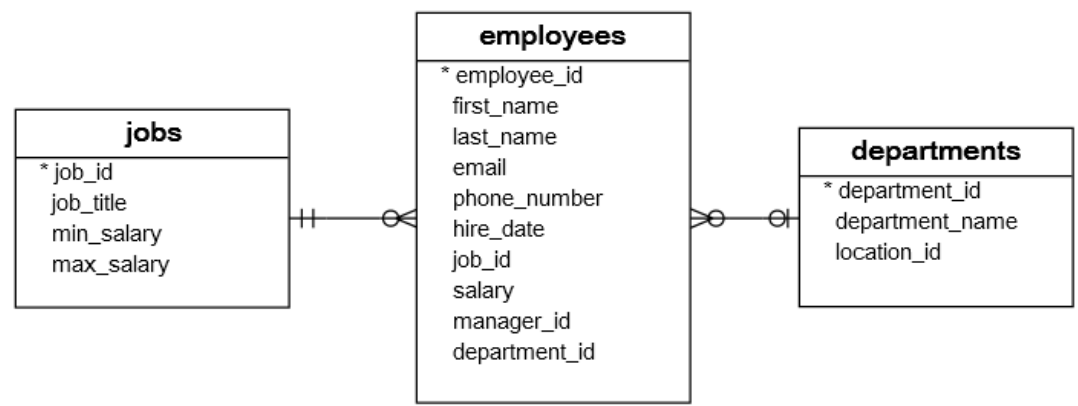 jobs
* job_id
job_title
min_salary
max_salary
employees
* employee_id
first_name
last_name
email
phone_number
hire_date
job_id
salary
manager_id
department_id
departments
* department_id
department_name
location_id